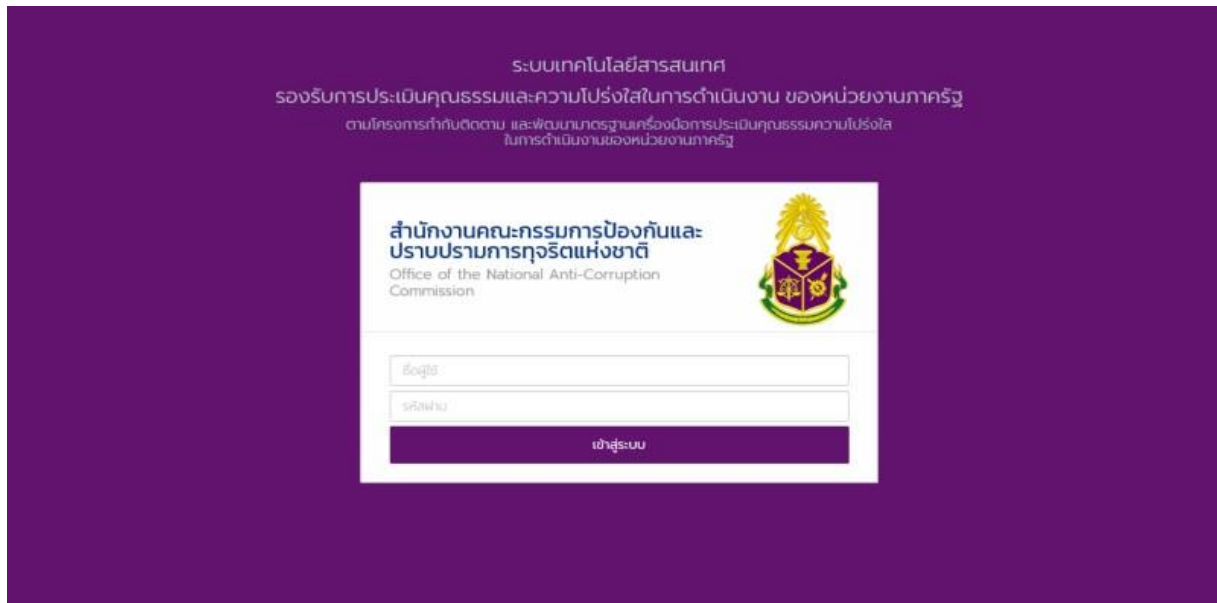 ระบบเทคโนโลยีสารสนเทศ
รองรับการประเมินคุณธรรมและความโปร่งใสในการดำเนินงาน ของหน่วยงานภาครัฐ
ตามโครงการกำกับติดตาม และพัฒนามาตรฐานเครื่องมือการประเมินคุณธรรมความโปร่งใส
ในการดำเนินงานของหน่วยงานภาครัฐ
สำนักงานคณะกรรมการป้องกันและ
ปราบปรามการทุจริตแห่งชาติ
Office of the National Anti-Corruption
Commission
ชื่อผู้ใช้
รหัสผ่าน
เข้าสู่ระบบ